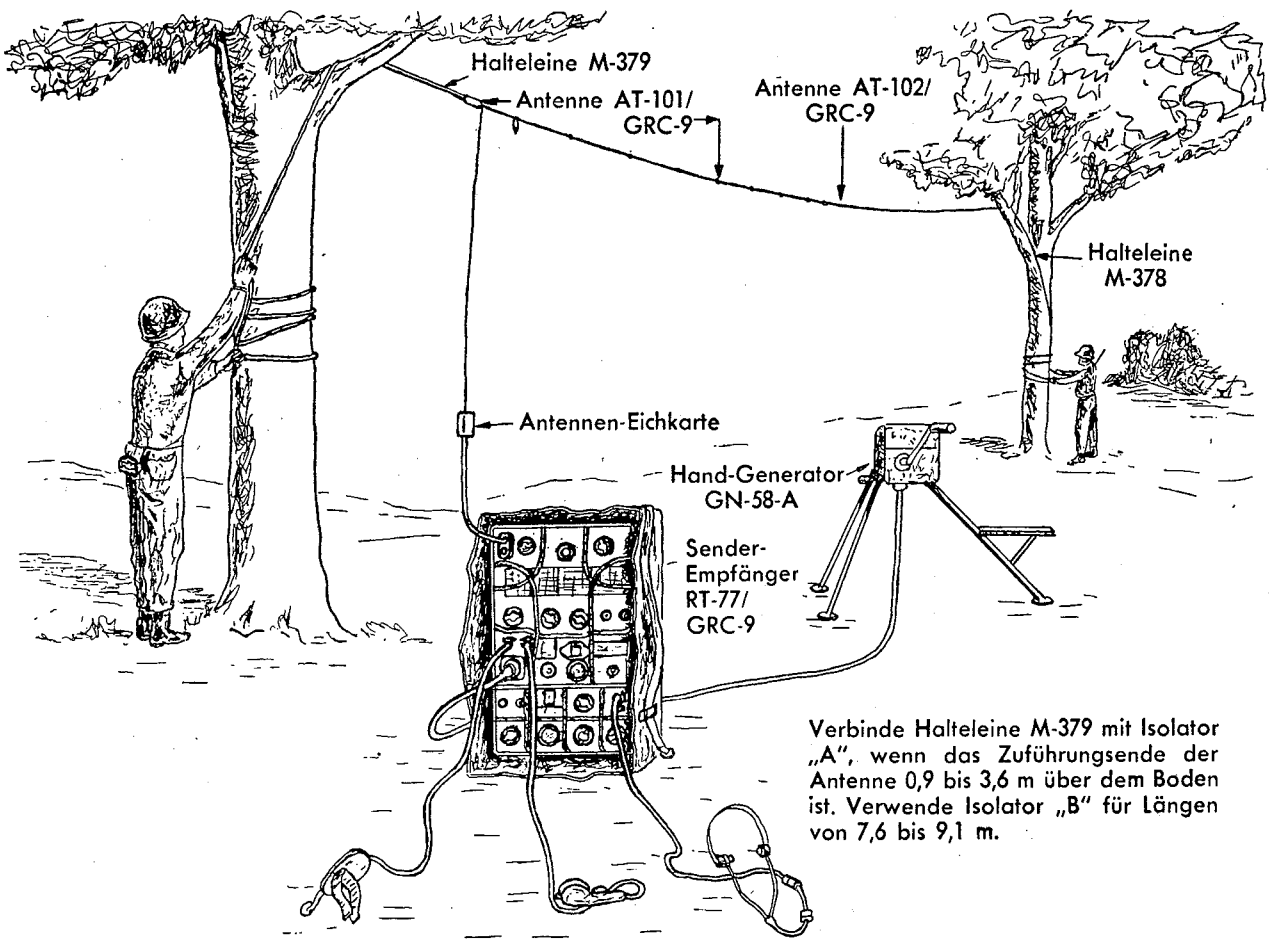 Halteleine M-379
Antenne AT-101/
GRC-9
Antenne AT-102/
GRC-9
Halteleine
M-378
Antennen-Eichkarte
Hand-Generator
GN-58-A
Sender-
Empfänger
RT-77/
GRC-9
Verbinde Halteleine M-379 mit Isolator
„A“, wenn das Zuführungsende der
Antenne 0,9 bis 3,6 m über dem Boden
ist. Verwende Isolator „B“ für Längen
von 7,6 bis 9,1 m.